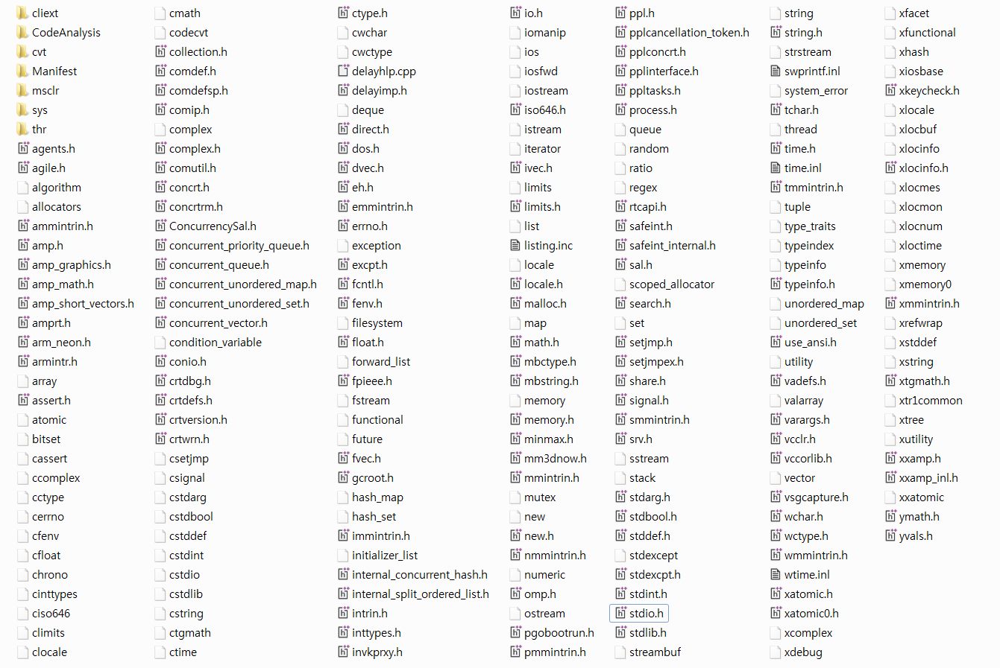 cliext
CodeAnalysis
cvt
Manifest
msclr
sys
thr
agents.h
agile.h
algorithm
allocators
ammintrin.h
amp.h
amp_graphics.h
amp_math.h
amp_short_vectors.h
amprt.h
arm_neon.h
armintr.h
array
assert.h
atomic
bitset
cassert
ccomplex
cctype
cerrno
cfenv
cfloat
chrono
cinttypes
ciso646
climits
clocale
cmath
codecvt
collection.h
comdef.h
comdefsp.h
comip.h
complex
complex.h
comutil.h
concrt.h
concrtrm.h
ConcurrencySal.h
concurrent_priority_queue.h
concurrent_queue.h
concurrent_unordered_map.h
concurrent_unordered_set.h
concurrent_vector.h
condition_variable
conio.h
crtdbg.h
crtdefs.h
crtversion.h
crtwrn.h
csetjmp
csignal
cstdarg
cstdbool
cstddef
cstdint
cstdio
cstdlib
cstring
ctgmath
ctime
ctype.h
cwchar
cwctype
delayhlp.cpp
delayimp.h
deque
direct.h
dos.h
dvec.h
eh.h
emmintrin.h
errno.h
exception
excpt.h
fcntl.h
fenv.h
filesystem
float.h
forward_list
fpieee.h
fstream
functional
future
fvec.h
gcroot.h
hash_map
hash_set
immintrin.h
initializer_list
internal_concurrent_hash.h
internal_split_ordered_list.h
intrin.h
inttypes.h
invkprxy.h
io.h
iomanip
ios
iosfwd
iostream
iso646.h
istream
iterator
ivec.h
limits
limits.h
list
listing.inc
locale
locale.h
malloc.h
map
math.h
mbctype.h
mbstring.h
memory
memory.h
minmax.h
mm3dnow.h
mmintrin.h
mutex
new
new.h
nmmintrin.h
numeric
omp.h
ostream
pgobootrun.h
pmmintrin.h
ppl.h
pplcancellation_token.h
pplconcrt.h
pplinterface.h
ppltasks.h
process.h
queue
random
ratio
regex
rtcapi.h
safeint.h
safeint_internal.h
sal.h
scoped_allocator
search.h
set
setjmp.h
setjmpex.h
share.h
signal.h
smmintrin.h
srv.h
sstream
stack
stdarg.h
stdbool.h
stddef.h
stdexcept
stdexcpt.h
stdint.h
stdio.h
stdlib.h
streambuf
string
string.h
strstream
swprintf.inl
system_error
tchar.h
thread
time.h
time.inl
tmmintrin.h
tuple
type_traits
typeindex
typeinfo
typeinfo.h
unordered_map
unordered_set
use_ansi.h
utility
vadefs.h
valarray
varargs.h
vcclr.h
vccorlib.h
vector
vsgcapture.h
wchar.h
wctype.h
wmmintrin.h
wtime.inl
xatomic.h
xatomic0.h
xcomplex
xdebug
xfacet
xfunctional
xhash
xiosbase
xkeycheck.h
xlocale
xlocbuf
xlocinfo
xlocinfo.h
xlocmes
xlocmon
xlocnum
xloctime
xmemory
xmemory0
xmmintrin.h
xrefwrap
xstddef
xstring
xtgmath.h
xtr1common
xtree
xutility
xxamp.h
xxamp_inl.h
xxatomic
ymath.h
yvals.h